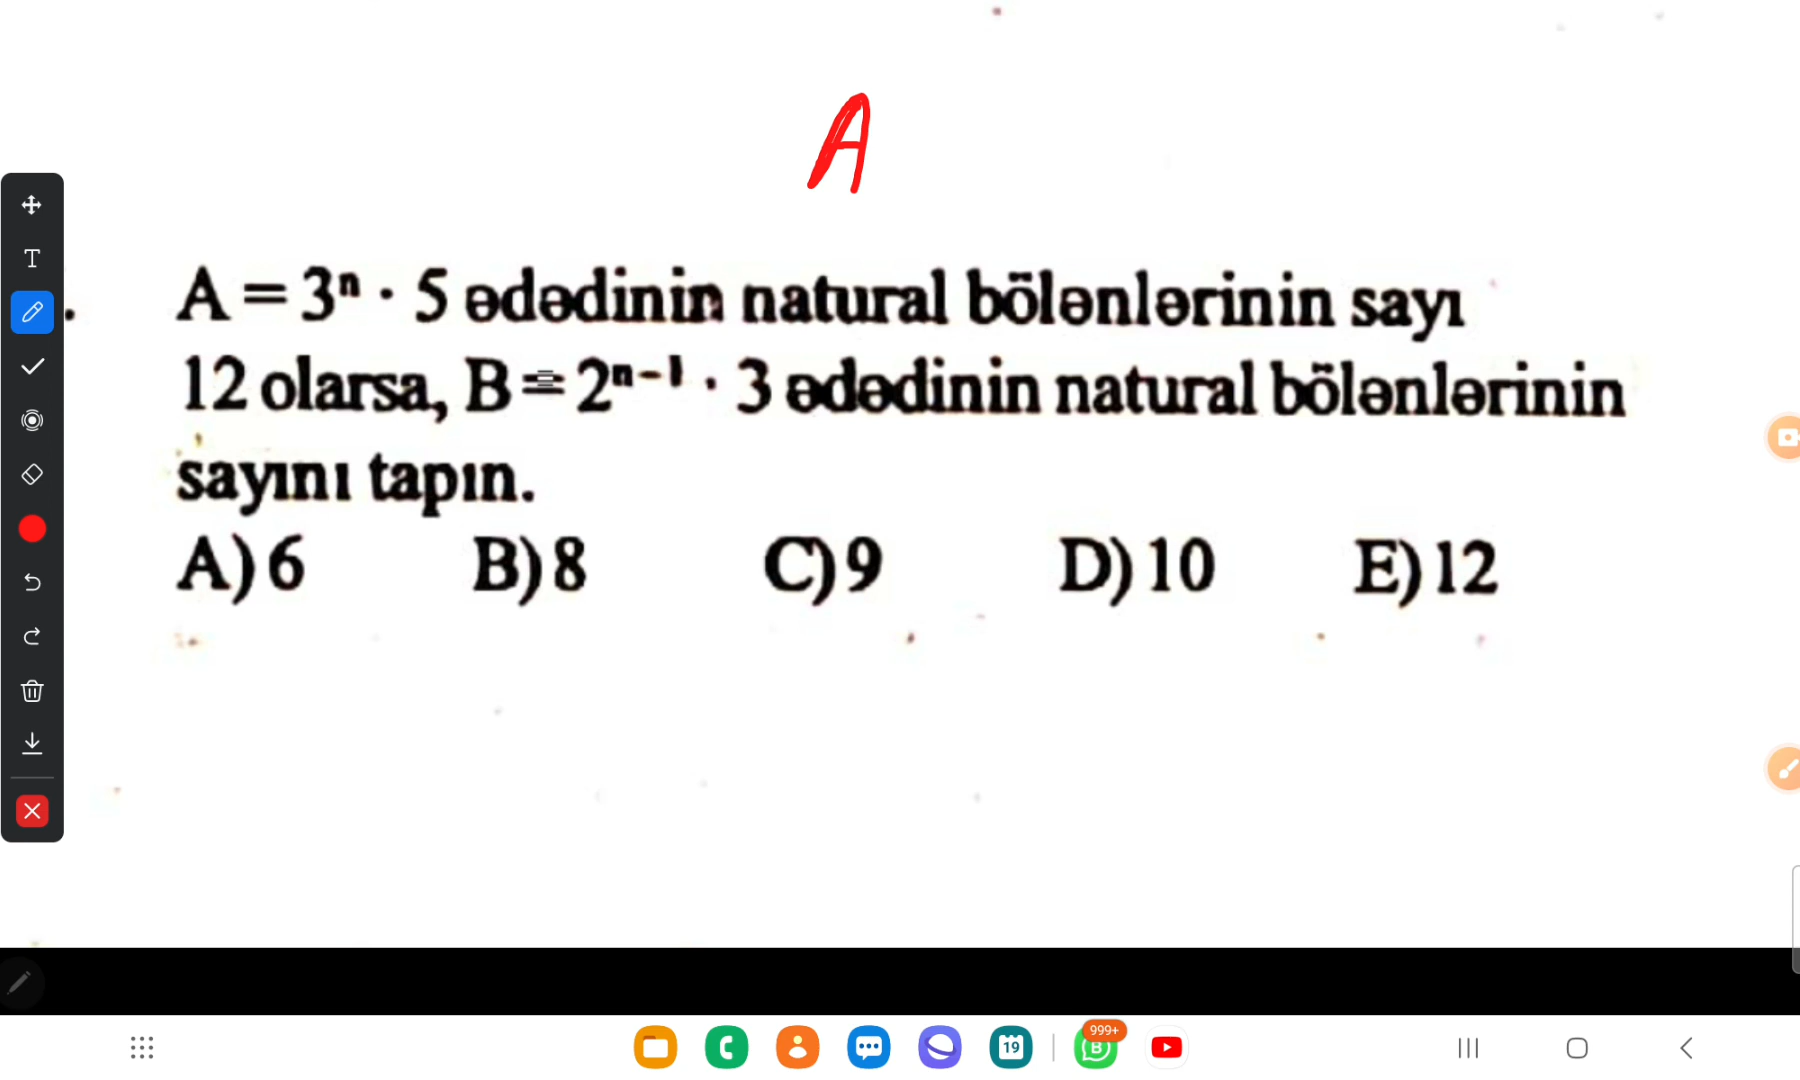 A
T
A = 3ⁿ · 5 ədədinin natural bölənlərinin sayı
12 olarsa, B = 2ⁿ⁻¹ · 3 ədədinin natural bölənlərinin
sayını tapın.
A) 6 B) 8 C) 9 D) 10 E) 12
19 B 999+